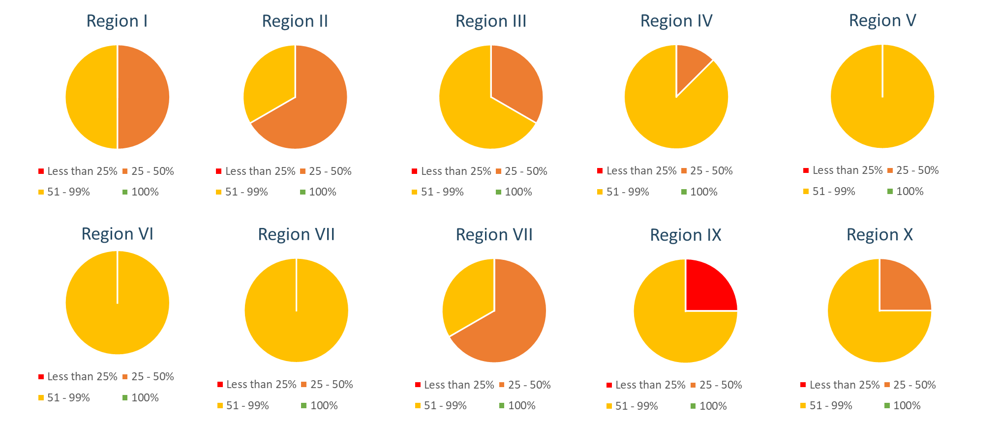 Region I
Less than 25% 25 - 50%
51 - 99% 100%
Region II
Less than 25% 25 - 50%
51 - 99% 100%
Region III
Less than 25% 25 - 50%
51 - 99% 100%
Region IV
Less than 25% 25 - 50%
51 - 99% 100%
Region V
Less than 25% 25 - 50%
51 - 99% 100%
Region VI
Less than 25% 25 - 50%
51 - 99% 100%
Region VII
Less than 25% 25 - 50%
51 - 99% 100%
Region VII
Less than 25% 25 - 50%
51 - 99% 100%
Region IX
Less than 25% 25 - 50%
51 - 99% 100%
Region X
Less than 25% 25 - 50%
51 - 99% 100%